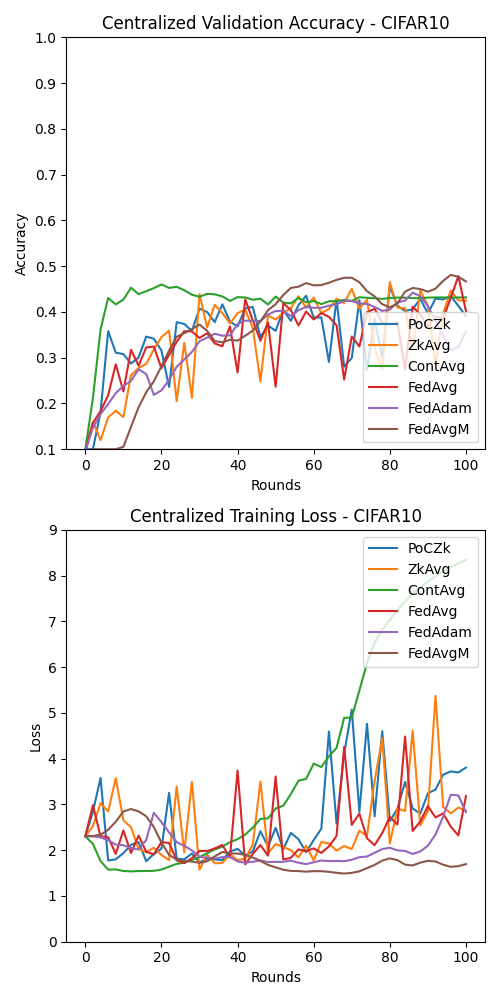 Centralized Validation Accuracy - CIFAR10
1.0
0.9
0.8
0.7
0.6
0.5
0.4
0.3
0.2
0.1
Accuracy
PoCZk
ZkAvg
ContAvg
FedAvg
FedAdam
FedAvgM
0 20 40 60 80 100
Rounds
Centralized Training Loss - CIFAR10
9
8
7
6
5
4
3
2
1
0
Loss
PoCZk
ZkAvg
ContAvg
FedAvg
FedAdam
FedAvgM
0 20 40 60 80 100
Rounds